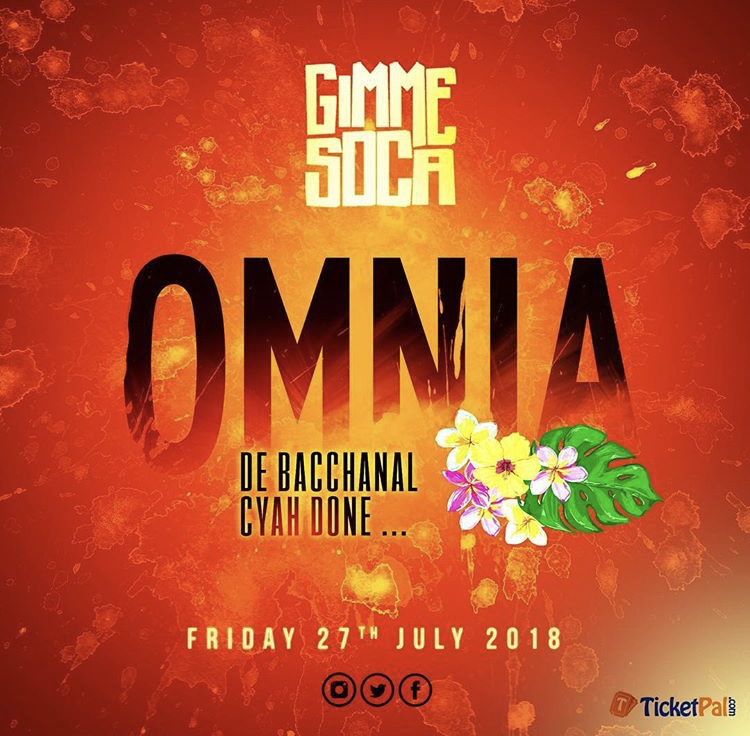 GIMME
SOCA
OMNIA
DE BACCHANAL
CYAH DONE ...
FRIDAY 27TH JULY 2018
T TicketPal.com